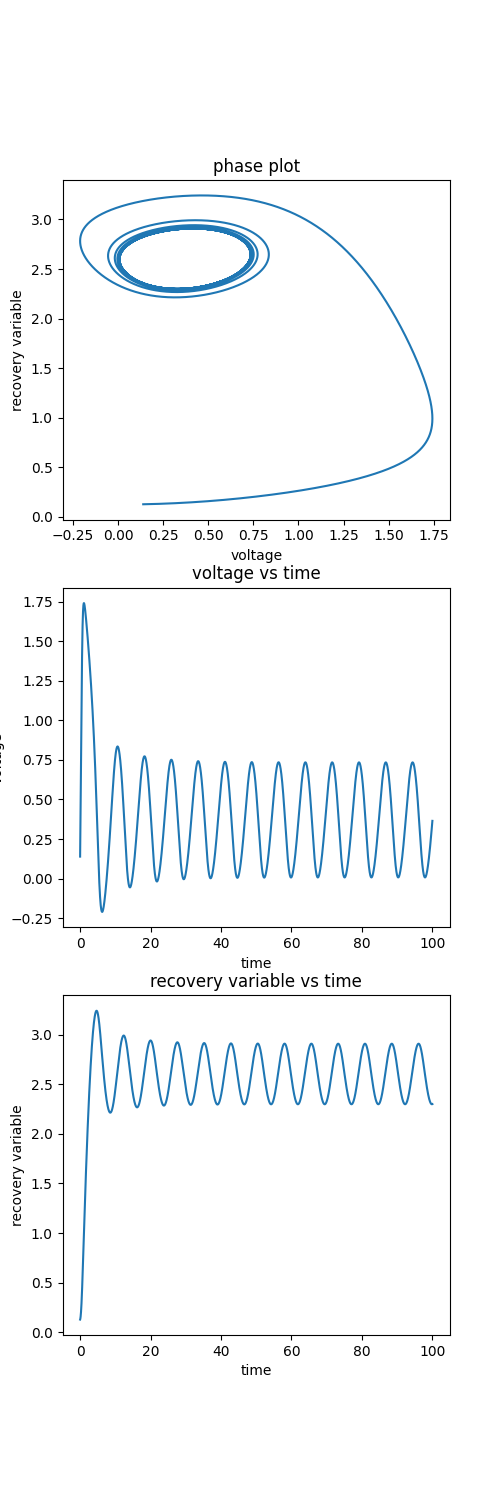 phase plot
3.0
2.5
2.0
1.5
1.0
0.5
0.0
recovery variable
−0.25 0.00 0.25 0.50 0.75 1.00 1.25 1.50 1.75
voltage
voltage vs time
1.75
1.50
1.25
1.00
0.75
0.50
0.25
0.00
−0.25
0 20 40 60 80 100
time
recovery variable vs time
3.0
2.5
2.0
1.5
1.0
0.5
0.0
recovery variable
0 20 40 60 80 100
time